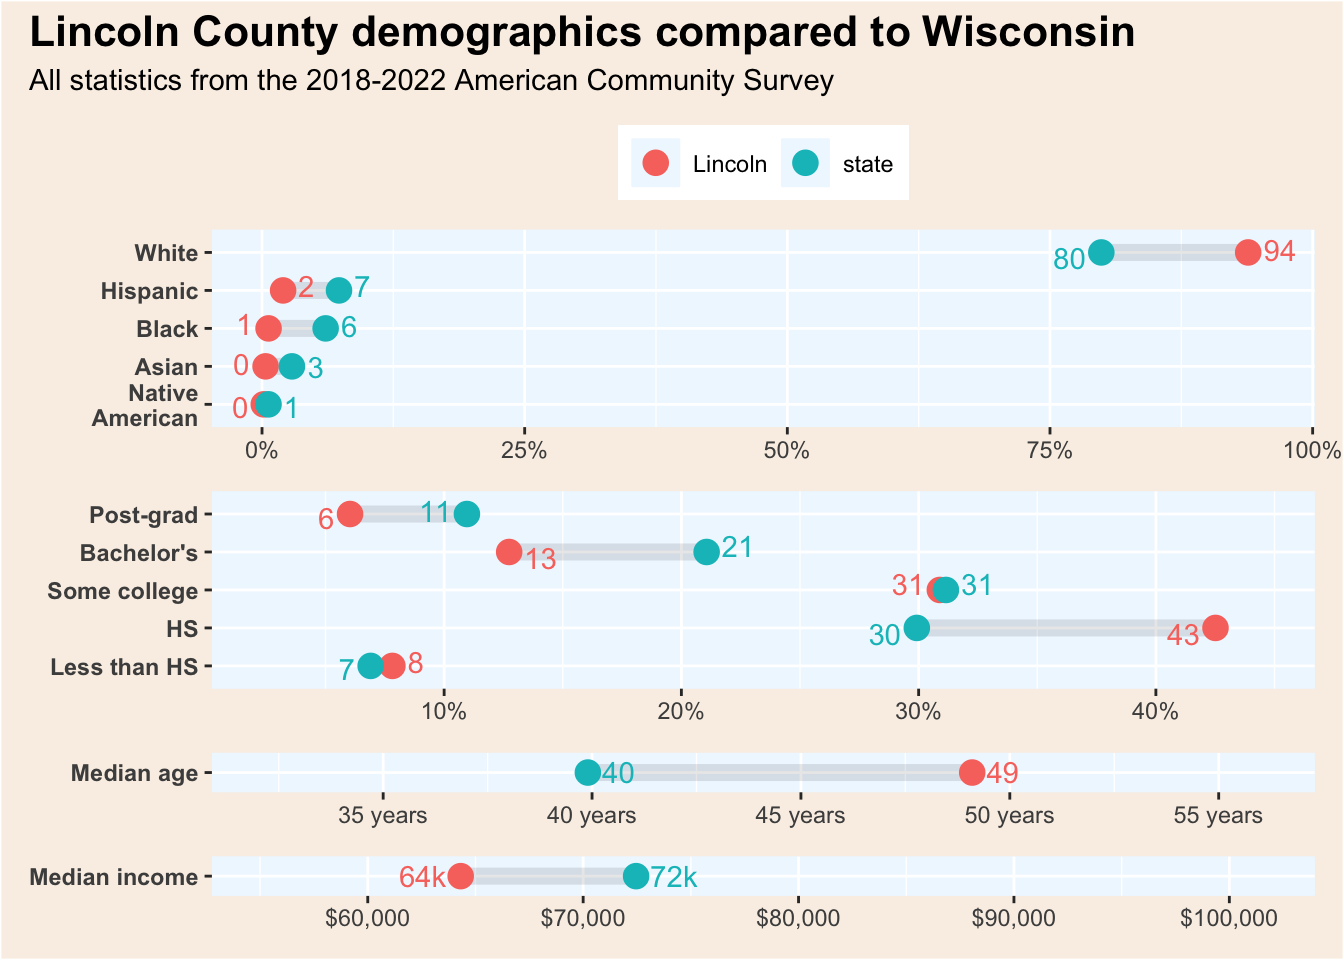 Lincoln County demographics compared to Wisconsin
All statistics from the 2018-2022 American Community Survey
Lincoln state
White 80 94
Hispanic 2 7
Black 1 6
Asian 0 3
Native
American 0 1
0% 25% 50% 75% 100%
Post-grad 6 11
Bachelor's 13 21
Some college 31 31
HS 30 43
Less than HS 7 8
10% 20% 30% 40%
Median age 40 49
35 years 40 years 45 years 50 years 55 years
Median income 64k 72k
$60,000 $70,000 $80,000 $90,000 $100,000